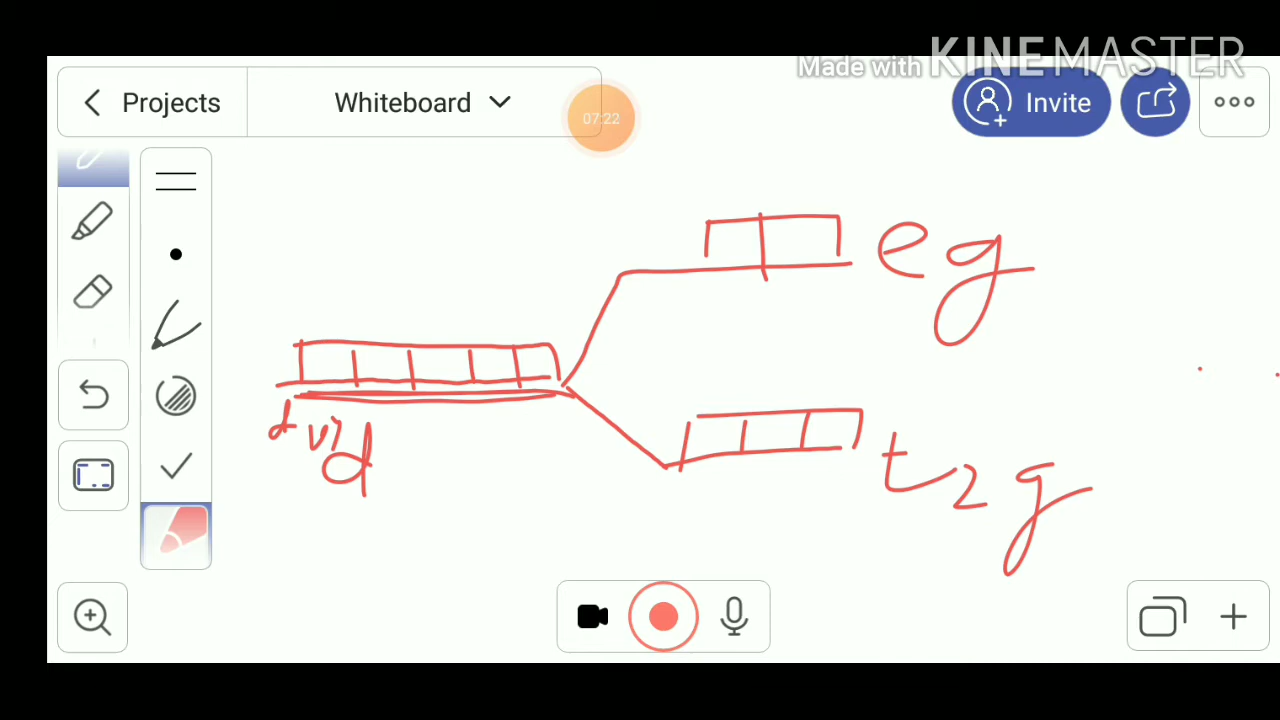 Made with KINEMASTER
Projects
Whiteboard
07:22
Invite
eg
d
t2g